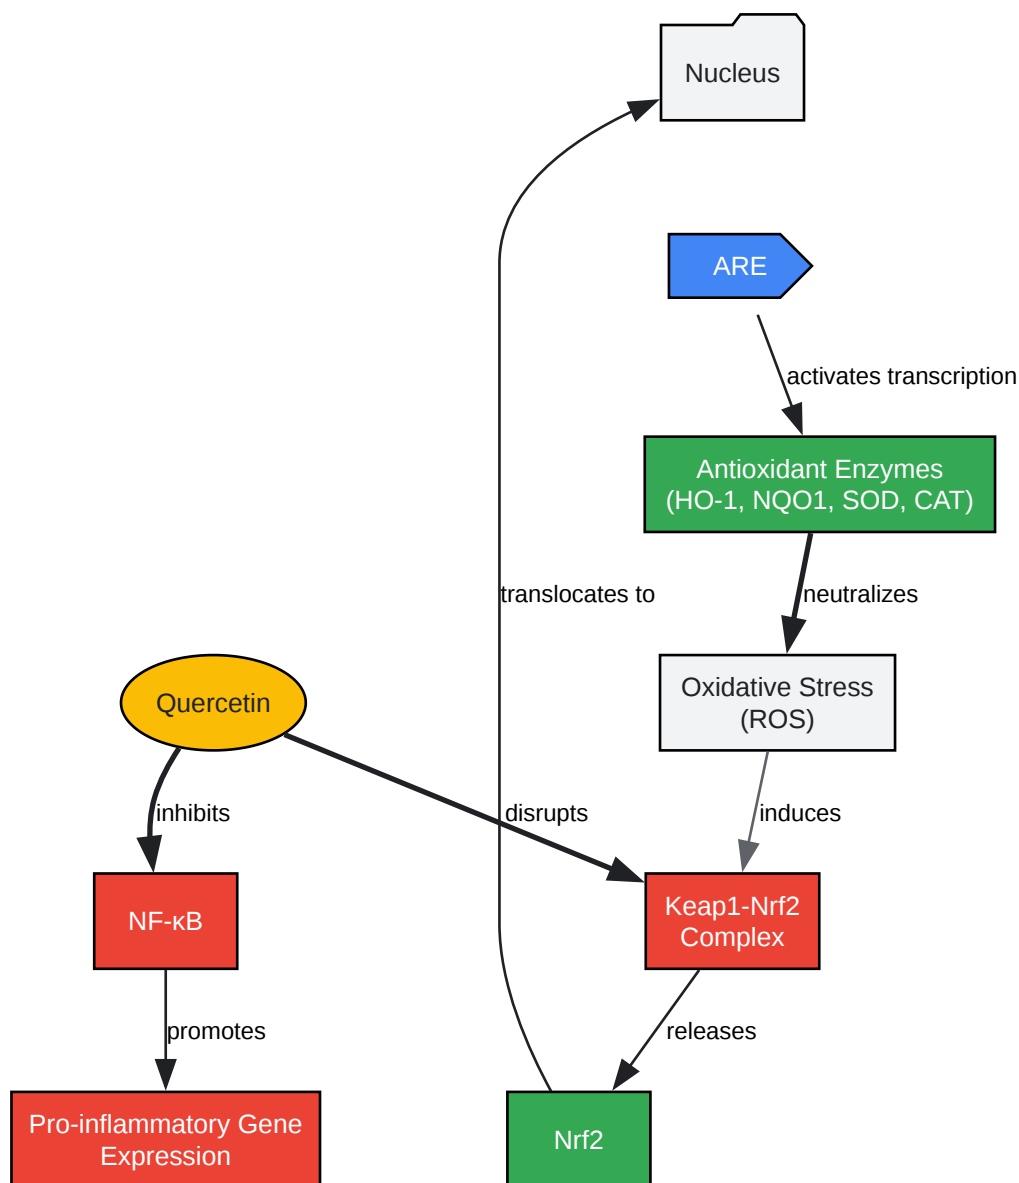 Nucleus
ARE
activates transcription
Antioxidant Enzymes
(HO-1, NQO1, SOD, CAT)
translocates to
neutralizes
Quercetin
Oxidative Stress
(ROS)
inhibits
disrupts
induces
NF-κB
Keap1-Nrf2
Complex
promotes
releases
Pro-inflammatory Gene
Expression
Nrf2